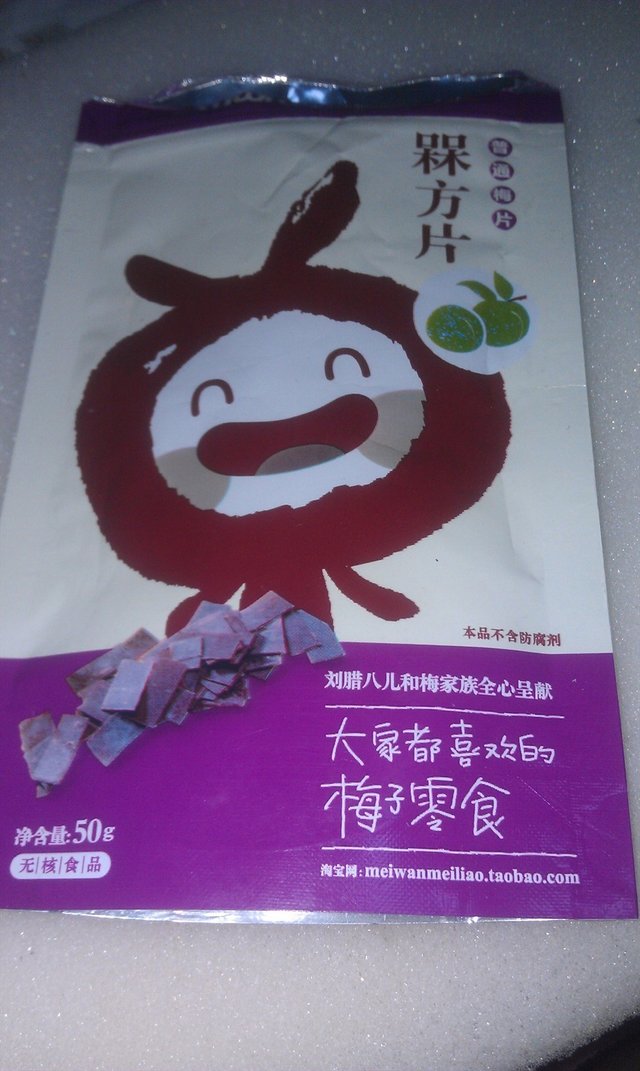 槑方片
普通梅片
本品不含防腐剂
刘腊八儿和梅家族全心呈献
大家都喜欢的
梅子零食
净含量:50g
无核食品
淘宝网:meiwanmeiliao.taobao.com